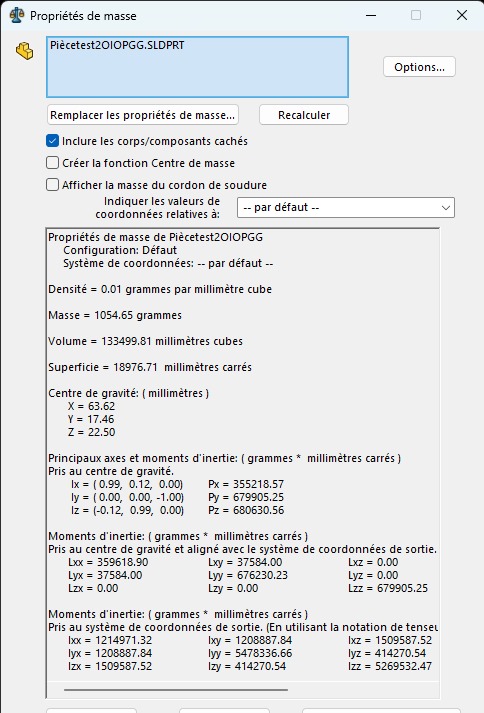 Propriétés de masse
Piècetest2OIOPGG.SLDPRT
Options...
Remplacer les propriétés de masse...
Recalculer
Inclure les corps/composants cachés
Créer la fonction Centre de masse
Afficher la masse du cordon de soudure
Indiquer les valeurs de
coordonnées relatives à:
-- par défaut --
Propriétés de masse de Piècetest2OIOPGG
Configuration: Défaut
Système de coordonnées: -- par défaut --
Densité = 0.01 grammes par millimètre cube
Masse = 1054.65 grammes
Volume = 133499.81 millimètres cubes
Superficie = 18976.71 millimètres carrés
Centre de gravité: ( millimètres )
X = 63.62
Y = 17.46
Z = 22.50
Principaux axes et moments d'inertie: ( grammes * millimètres carrés )
Pris au centre de gravité.
Ix = ( 0.99, 0.12, 0.00) Px = 355218.57
Iy = ( 0.00, 0.00, -1.00) Py = 679905.25
Iz = (-0.12, 0.99, 0.00) Pz = 680630.56
Moments d'inertie: ( grammes * millimètres carrés )
Pris au centre de gravité et aligné avec le système de coordonnées de sortie.
Lxx = 359618.90 Lxy = 37584.00 Lxz = 0.00
Lyx = 37584.00 Lyy = 676230.23 Lyz = 0.00
Lzx = 0.00 Lzy = 0.00 Lzz = 679905.25
Moments d'inertie: ( grammes * millimètres carrés )
Pris au système de coordonnées de sortie. (En utilisant la notation de tenseu
Ixx = 1214971.32 Ixy = 1208887.84 Ixz = 1509587.52
Iyx = 1208887.84 Iyy = 5478336.66 Iyz = 414270.54
Izx = 1509587.52 Izy = 414270.54 Izz = 5269532.47